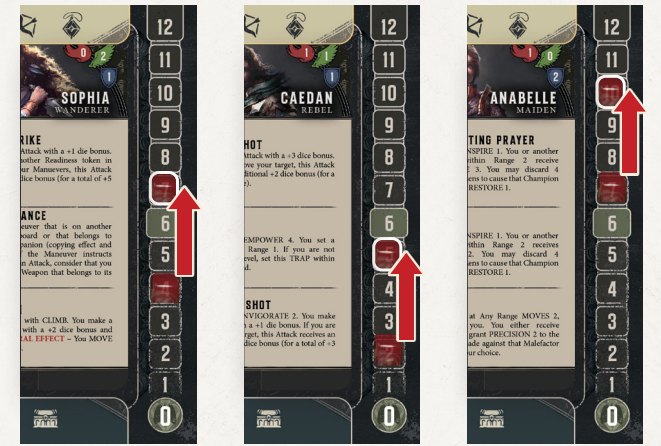 12
11
10
9
8
6
5
3
2
1
0
0 2
1
SOPHIA
WANDERER
RIKE
Attack with a +1 die bonus.
other Readiness token in
ur Manuevers, this Attack
dice bonus (for a total of +5
ANCE
euver that is on another
oard or that belongs to
panion (copying effect and
f the Maneuver instructs
n Attack, consider that you
Weapon that belongs to its
with CLIMB. You make a
with a +2 dice bonus and
AL EFFECT – You MOVE
12
11
10
9
8
7
6
4
3
1
0
1 1
1
CAEDAN
REBEL
HOT
Attack with a +3 dice bonus.
ove your target, this Attack
ditional +2 dice bonus (for a
EMPOWER 4. You set a
Range 1. If you are not
evel, set this TRAP within
d.
SHOT
NVIGORATE 2. You make
a +1 die bonus. If you are
rget, this Attack receives an
dice bonus (for a total of +3
12
11
9
8
6
5
4
3
2
1
0
1 0
2
ANABELLE
MAIDEN
TING PRAYER
NSPIRE 1. You or another
within Range 2 receive
E 3. You may discard 4
ens to cause that Champion
RESTORE 1.
NSPIRE 1. You or another
within Range 2 receives
2. You may discard 4
ens to cause that Champion
RESTORE 1.
at Any Range MOVES 2,
you. You either receive
grant PRECISION 2 to the
ade against that Malefactor
ur choice.